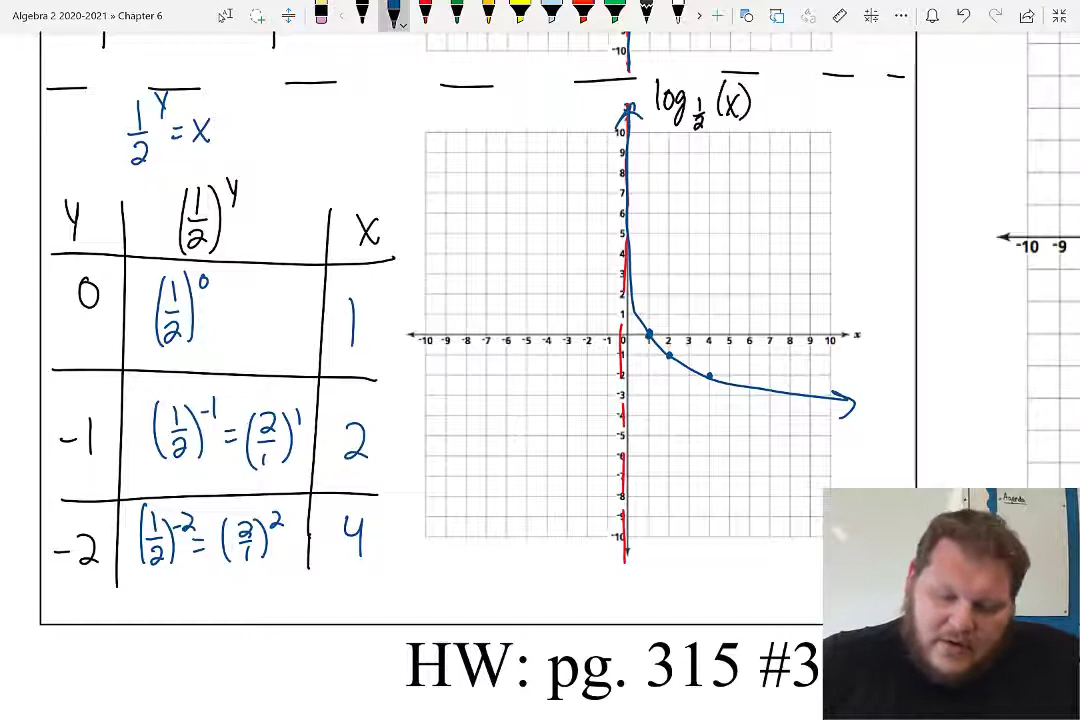 Algebra 2 2020-2021 » Chapter 6
-10
1/2^Y = X
log_{1/2}(X)
Y (1/2)^Y X
0 (1/2)^0 1
-1 (1/2)^-1 = (2/1)^1 2
-2 (1/2)^-2 = (2/1)^2 4
10
9
8
7
6
5
4
3
2
1
-10 -9 -8 -7 -6 -5 -4 -3 -2 -1 0 1 2 3 4 5 6 7 8 9 10 x
-1
-2
-3
-4
-5
-6
-7
-8
-9
-10
-10 -9
Agenda
HW: pg. 315 #3